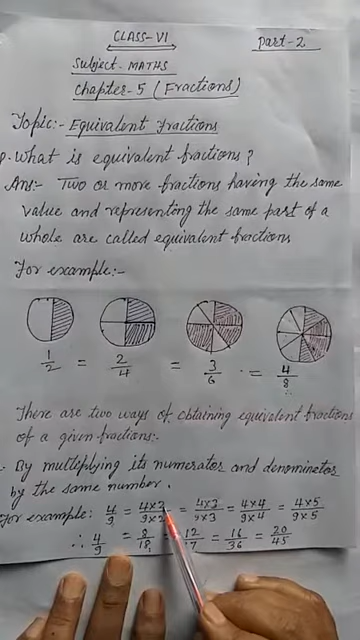 CLASS-VI Part-2
Subject-MATHS
Chapter-5 (Fractions)
Topic:- Equivalent Fractions
What is equivalent fractions?
Ans:- Two or more fractions having the same
value and representing the same part of a
whole are called equivalent fractions
For example:-
1/2 = 2/4 = 3/6 = 4/8
There are two ways of obtaining equivalent fractions
of a given fractions:-
By multiplying its numerator and denominator
by the same number.
For example: 4/9 = 4×2/9×2 = 4×3/9×3 = 4×4/9×4 = 4×5/9×5
∴ 4/9 = 8/18 = 12/ = 16/36 = 20/45